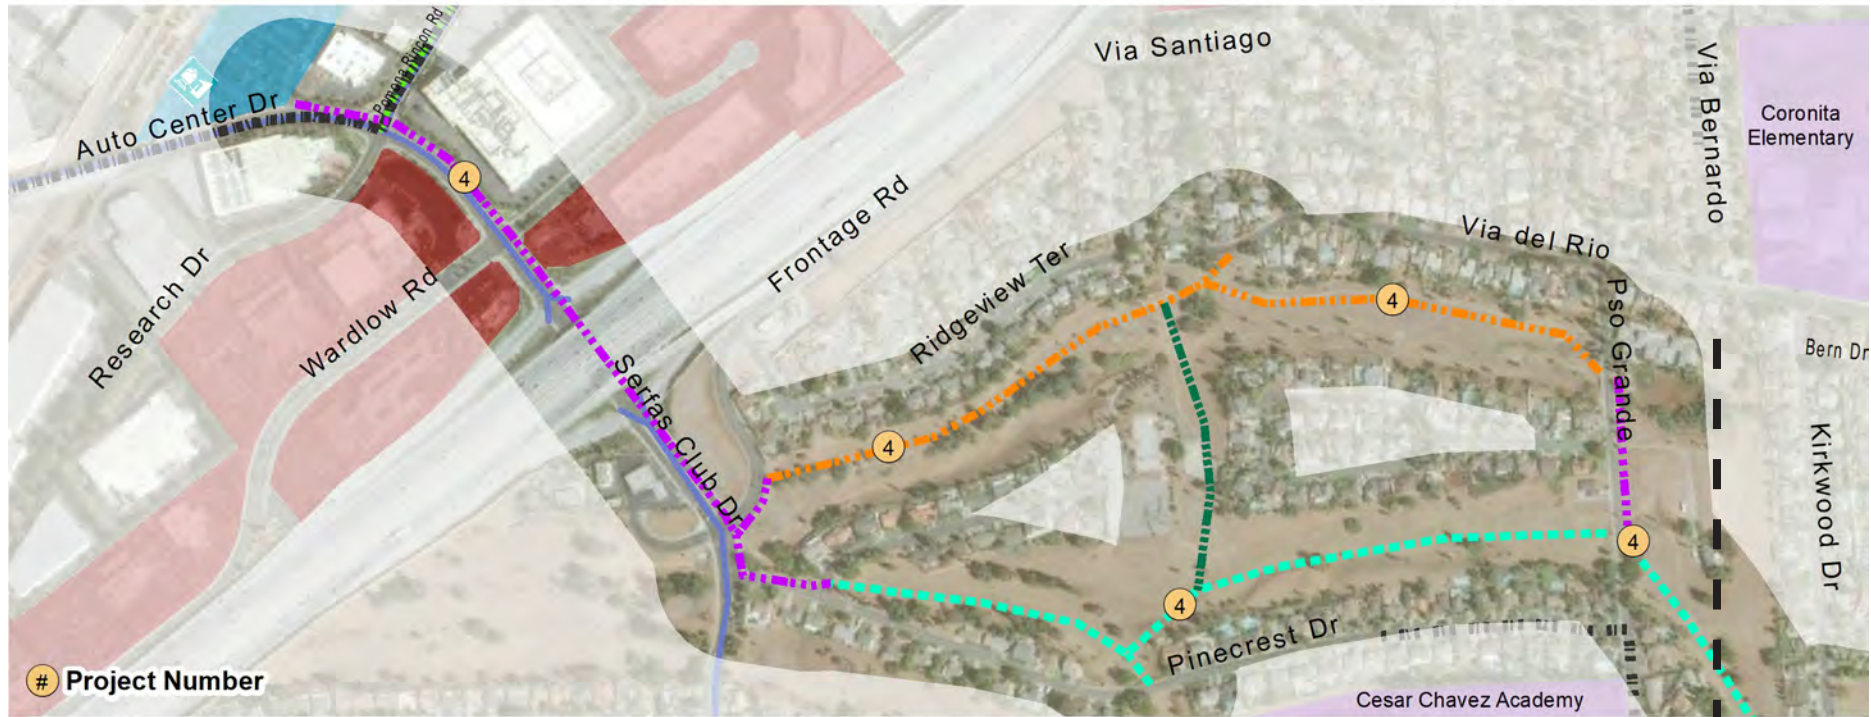 Pomona Rincon Rd
Via Santiago
Via Bernardo
Auto Center Dr
Coronita
Elementary
4
Frontage Rd
Via del Rio
Research Dr
Wardlow Rd
Ridgeview Ter
4
Pso Grande
Bern Dr
Serfas Club Dr
4
Kirkwood Dr
4
4
Pinecrest Dr
# Project Number
Cesar Chavez Academy